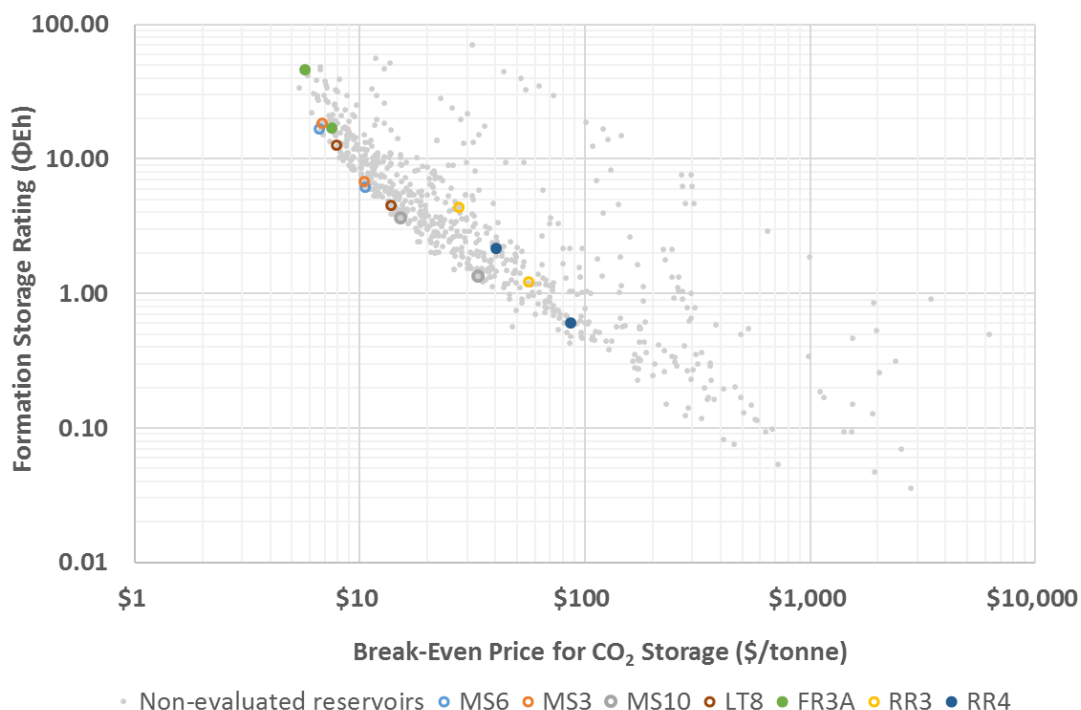 100.00
10.00
1.00
0.10
0.01
Formation Storage Rating (ΦEh)
$1 $10 $100 $1,000 $10,000
Break-Even Price for CO₂ Storage ($/tonne)
Non-evaluated reservoirs MS6 MS3 MS10 LT8 FR3A RR3 RR4